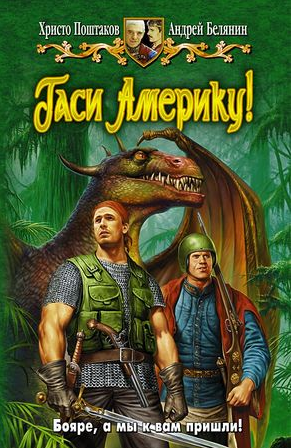 Христо Поштаков Андрей Белянин
Гаси Америку!
Бояре, а мы к вам пришли!